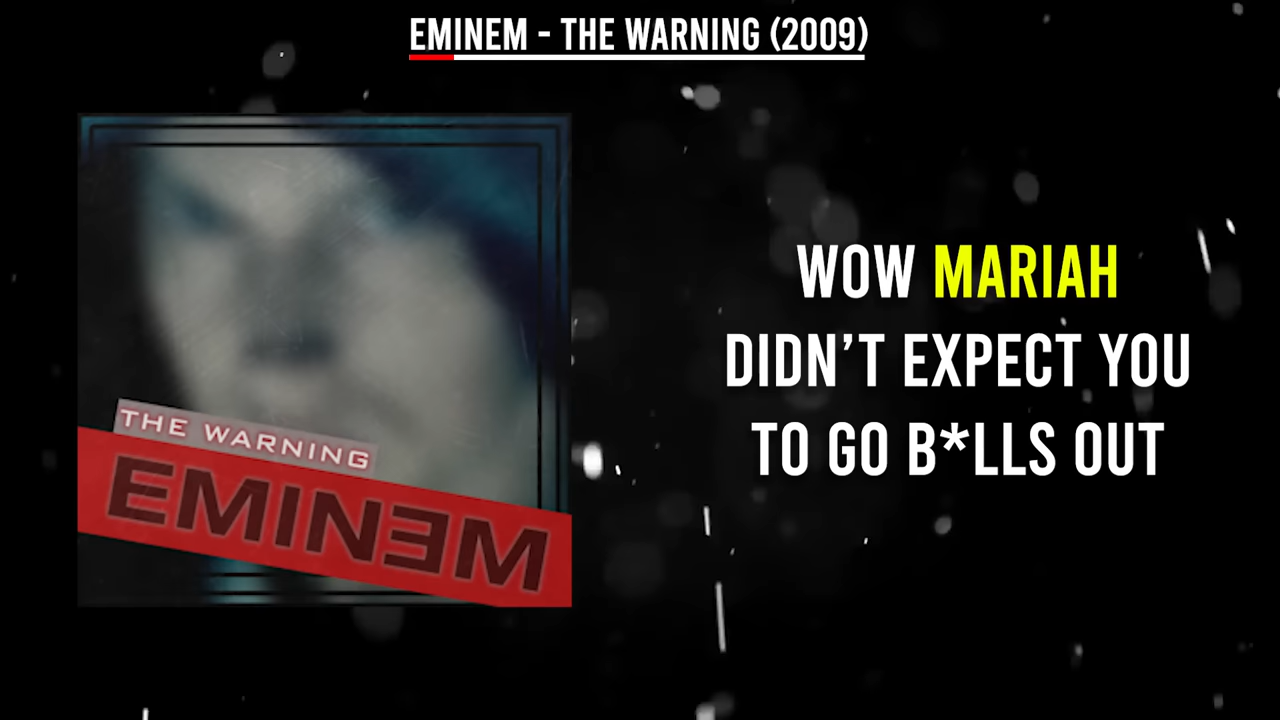 EMINEM - THE WARNING (2009)
WOW MARIAH
DIDN'T EXPECT YOU
TO GO B*LLS OUT
THE WARNING
EMINƎM